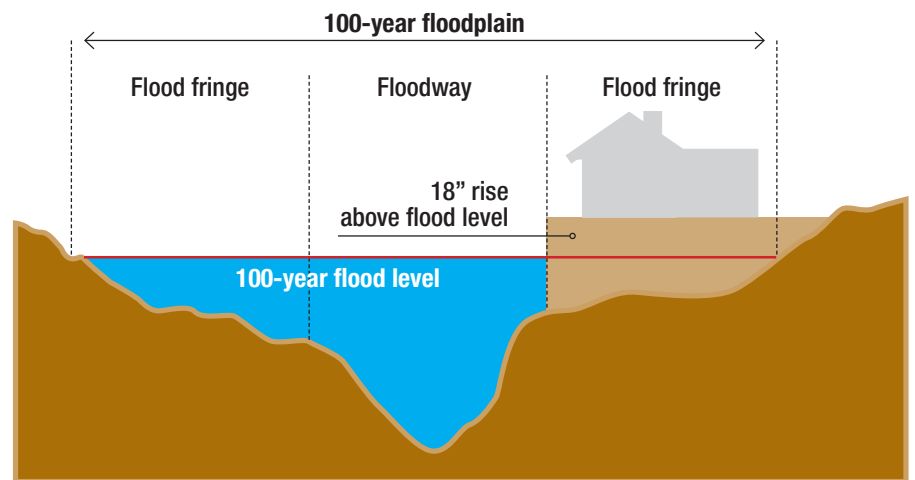 100-year floodplain
Flood fringe
Floodway
Flood fringe
18” rise
above flood level
100-year flood level